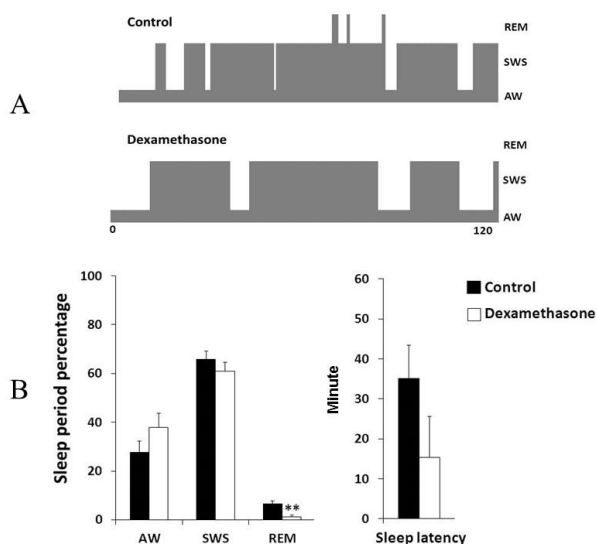 A
Control
REM
SWS
AW
Dexamethasone
REM
SWS
AW
0 120
B
Sleep period percentage
100
80
60
40
20
0
AW SWS REM
**
Minute
60
50
40
30
20
10
0
Sleep latency
Control
Dexamethasone